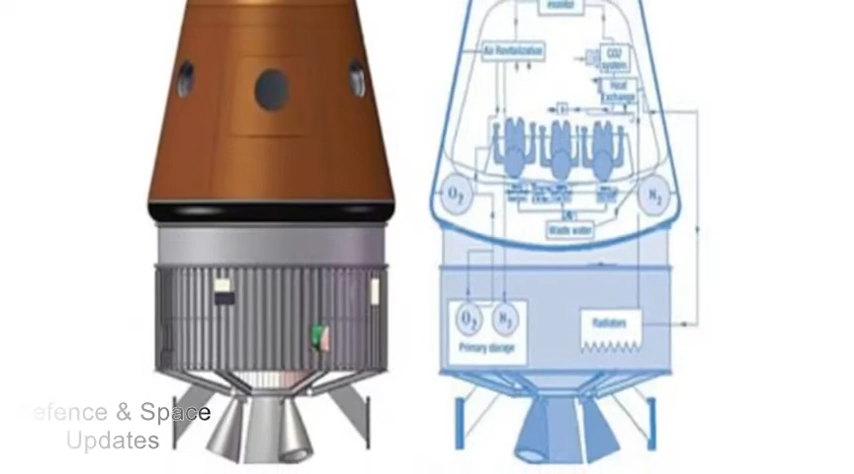 monitor
Air Revitalization
CO2
system
Heat
Exchange
O2
N2
Waste water
O2
N2
Primary storage
Radiators
efence & Space
Updates